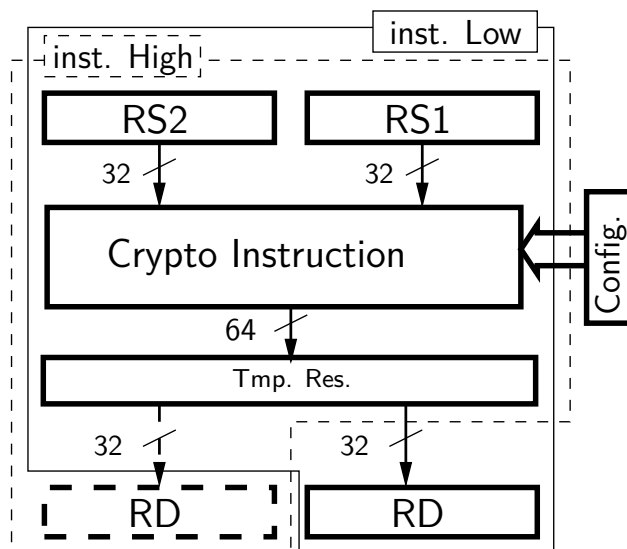 inst. Low
inst. High
RS2
RS1
32
32
Crypto Instruction
Config.
64
Tmp. Res.
32
32
RD
RD